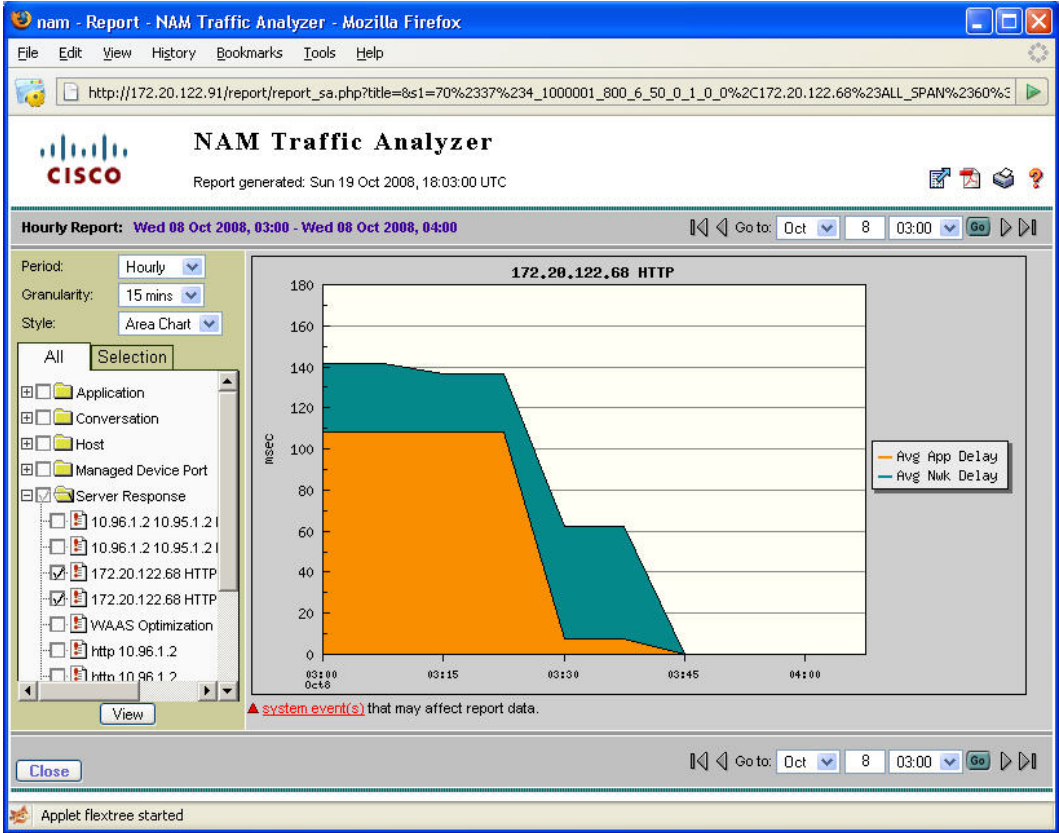 nam - Report - NAM Traffic Analyzer - Mozilla Firefox
File Edit View History Bookmarks Tools Help
http://172.20.122.91/report/report_sa.php?title=&s1=70%2337%234_1000001_800_6_50_0_1_0_0%2C172.20.122.68%23ALL_SPAN%2360%3
CISCO
NAM Traffic Analyzer
Report generated: Sun 19 Oct 2008, 18:03:00 UTC
Hourly Report: Wed 08 Oct 2008, 03:00 - Wed 08 Oct 2008, 04:00
Go to: Oct 8 03:00 Go
Period: Hourly
Granularity: 15 mins
Style: Area Chart
All Selection
Application
Conversation
Host
Managed Device Port
Server Response
10.96.1.2 10.95.1.2
10.96.1.2 10.95.1.2
172.20.122.68 HTTP
172.20.122.68 HTTP
WAAS Optimization
http 10.96.1.2
http 10.96.1.2
View
172.20.122.68 HTTP
180
160
140
120
100
80
60
40
20
0
msec
03:00 03:15 03:30 03:45 04:00
Oct8
Avg App Delay
Avg Nwk Delay
system event(s) that may affect report data.
Close
Go to: Oct 8 03:00 Go
Applet flextree started